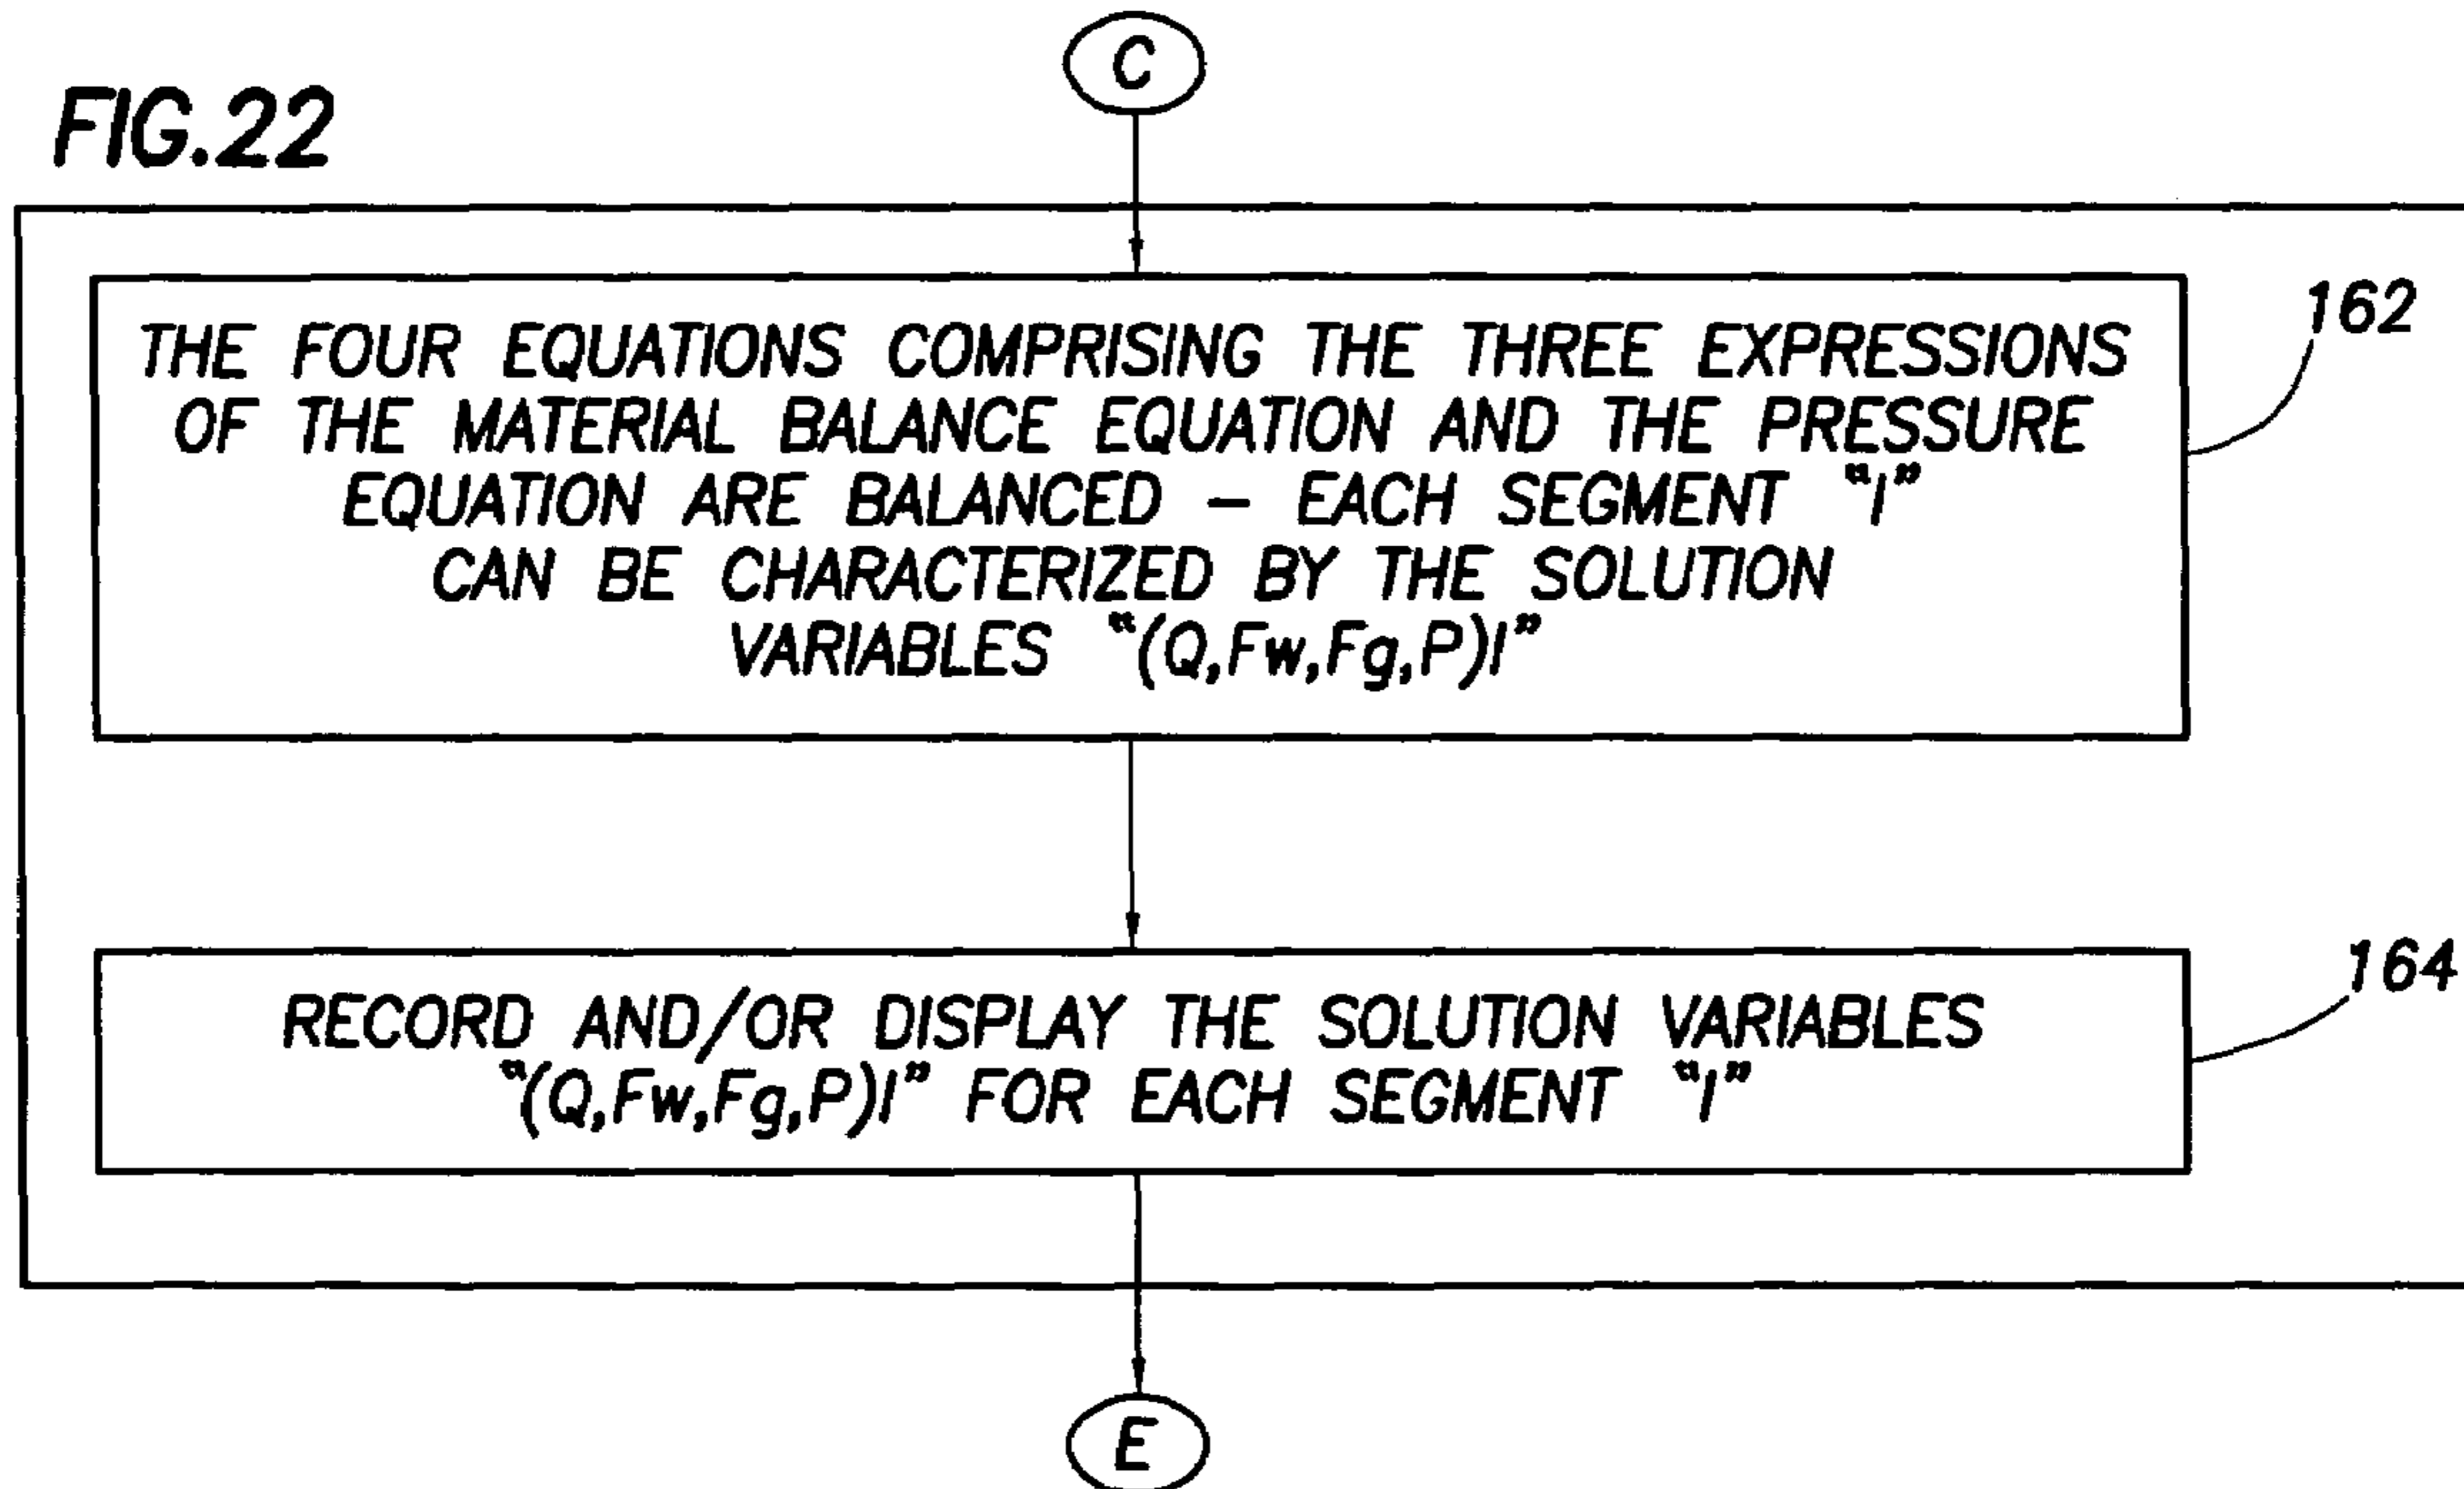 C
FIG.22
THE FOUR EQUATIONS COMPRISING THE THREE EXPRESSIONS
OF THE MATERIAL BALANCE EQUATION AND THE PRESSURE
EQUATION ARE BALANCED – EACH SEGMENT “I”
CAN BE CHARACTERIZED BY THE SOLUTION
VARIABLES “(Q,Fw,Fg,P)I”
162
RECORD AND/OR DISPLAY THE SOLUTION VARIABLES
“(Q,Fw,Fg,P)I” FOR EACH SEGMENT “I”
164
E